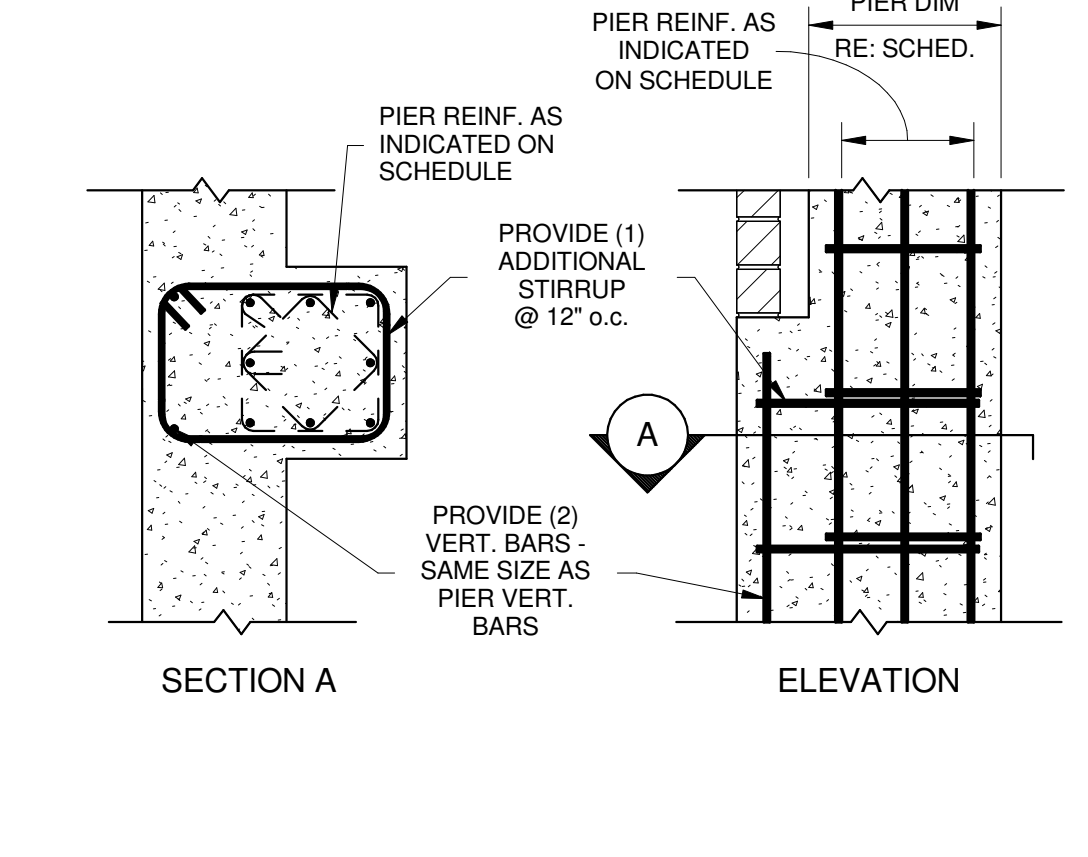 PIER DIM
RE: SCHED.
PIER REINF. AS
INDICATED
ON SCHEDULE
PIER REINF. AS
INDICATED ON
SCHEDULE
PROVIDE (1)
ADDITIONAL
STIRRUP
@ 12" o.c.
A
PROVIDE (2)
VERT. BARS -
SAME SIZE AS
PIER VERT.
BARS
SECTION A
ELEVATION